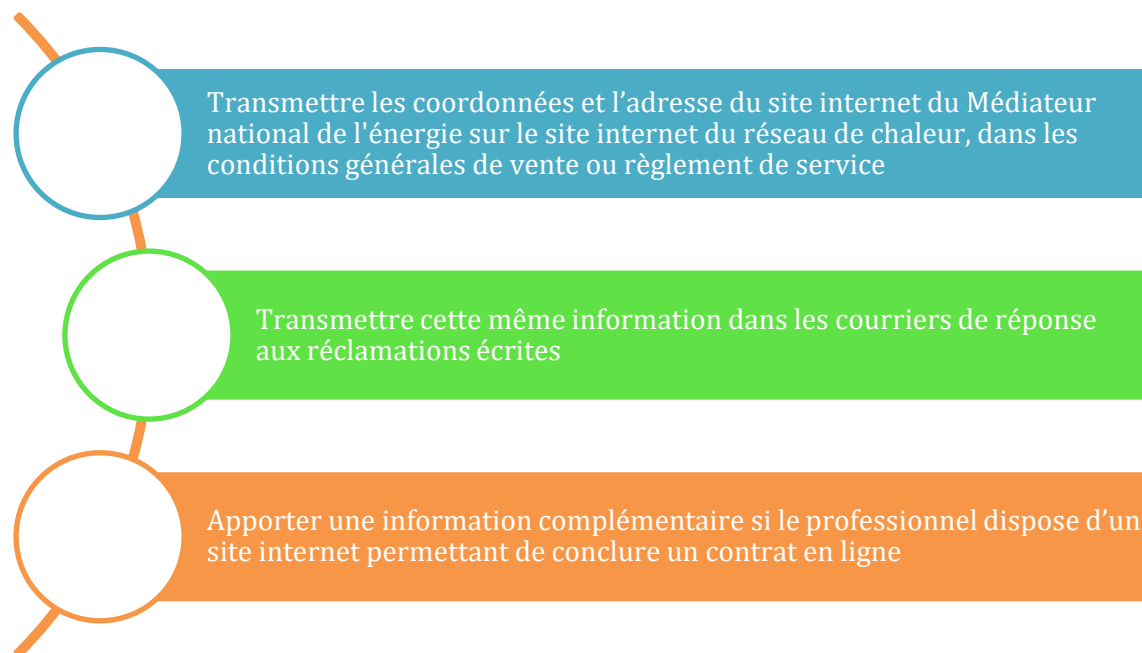 Transmettre les coordonnées et l’adresse du site internet du Médiateur
national de l'énergie sur le site internet du réseau de chaleur, dans les
conditions générales de vente ou règlement de service
Transmettre cette même information dans les courriers de réponse
aux réclamations écrites
Apporter une information complémentaire si le professionnel dispose d’un
site internet permettant de conclure un contrat en ligne